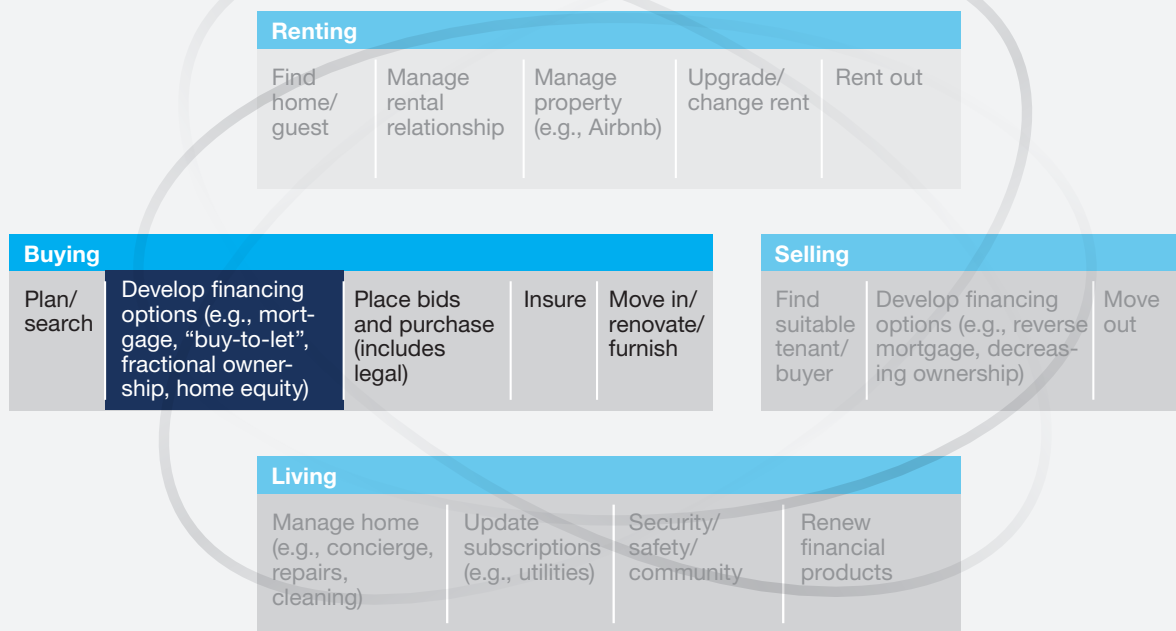 Renting
Find
home/
guest
Manage
rental
relationship
Manage
property
(e.g., Airbnb)
Upgrade/
change rent
Rent out
Buying
Plan/
search
Develop financing
options (e.g., mort-
gage, “buy-to-let”,
fractional owner-
ship, home equity)
Place bids
and purchase
(includes
legal)
Insure
Move in/
renovate/
furnish
Selling
Find
suitable
tenant/
buyer
Develop financing
options (e.g., reverse
mortgage, decreas-
ing ownership)
Move
out
Living
Manage home
(e.g., concierge,
repairs,
cleaning)
Update
subscriptions
(e.g., utilities)
Security/
safety/
community
Renew
financial
products